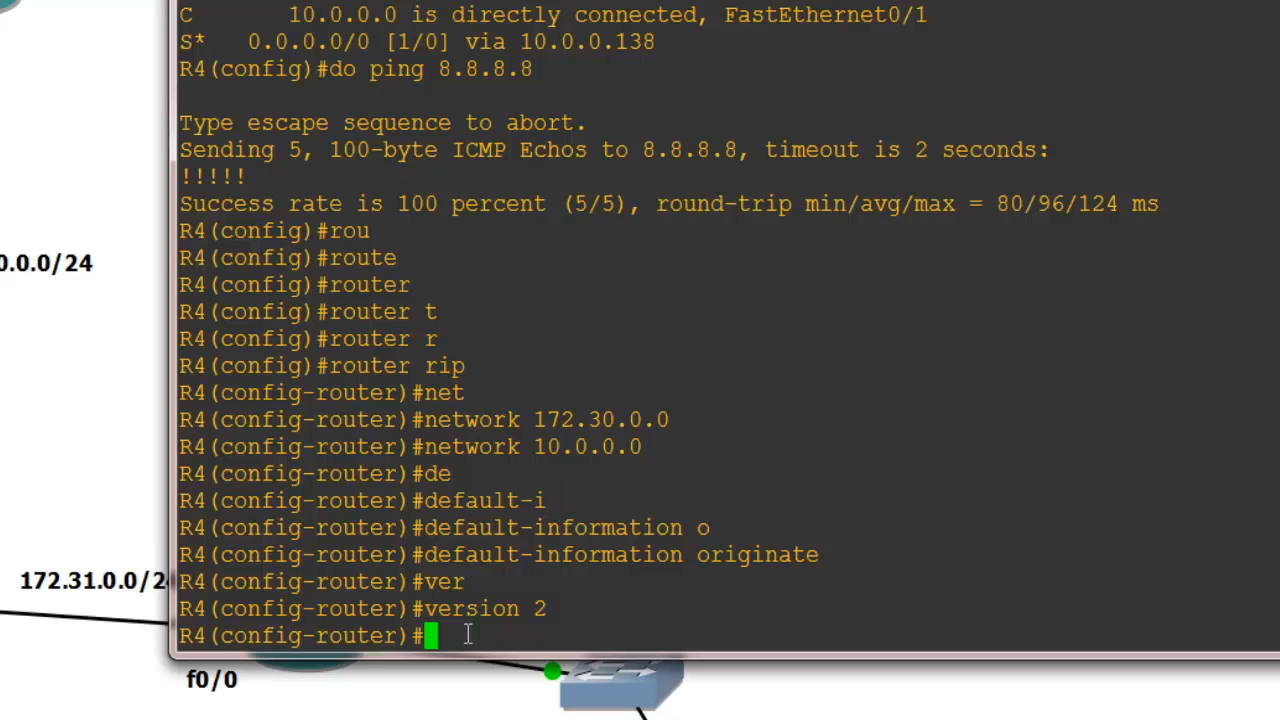 C       10.0.0.0 is directly connected, FastEthernet0/1
S*   0.0.0.0/0 [1/0] via 10.0.0.138
R4(config)#do ping 8.8.8.8
Type escape sequence to abort.
Sending 5, 100-byte ICMP Echos to 8.8.8.8, timeout is 2 seconds:
!!!!!
Success rate is 100 percent (5/5), round-trip min/avg/max = 80/96/124 ms
R4(config)#rou
R4(config)#route
R4(config)#router
R4(config)#router t
R4(config)#router r
R4(config)#router rip
R4(config-router)#net
R4(config-router)#network 172.30.0.0
R4(config-router)#network 10.0.0.0
R4(config-router)#de
R4(config-router)#default-i
R4(config-router)#default-information o
R4(config-router)#default-information originate
R4(config-router)#ver
R4(config-router)#version 2
R4(config-router)#
0.0.0/24
172.31.0.0/24
f0/0